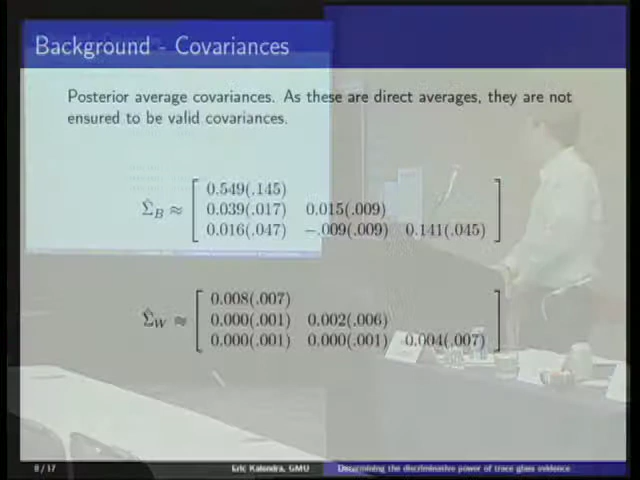 Background - Covariances
Posterior average covariances. As these are direct averages, they are not
ensured to be valid covariances.
0.549(.145)
Σ̂_B ≈ 0.039(.017) 0.015(.009)
0.016(.047) −.009(.009) 0.141(.045)
0.008(.007)
Σ̂_W ≈ 0.000(.001) 0.002(.006)
0.000(.001) 0.000(.001) 0.004(.007)
8 / 17 Eric Kalendra, GMU Determining the discriminative power of trace glass evidence